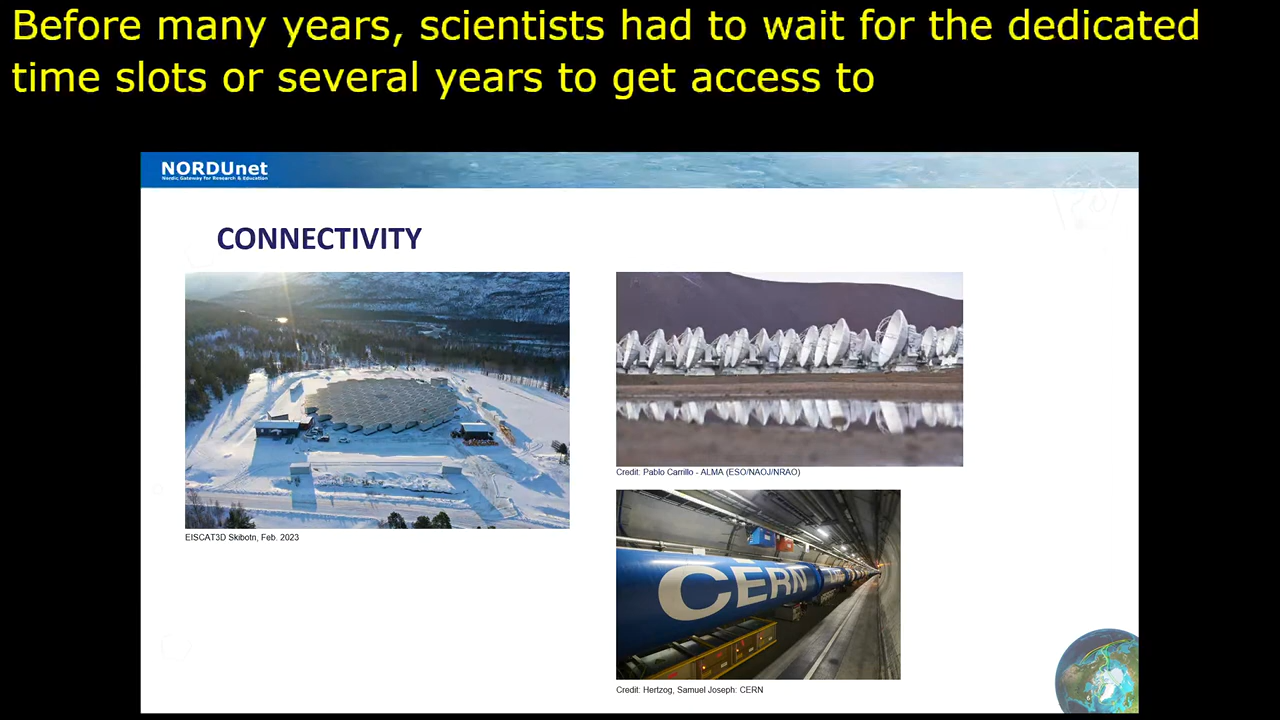 Before many years, scientists had to wait for the dedicated
time slots or several years to get access to
NORDUnet
Nordic Gateway for Research & Education
CONNECTIVITY
EISCAT3D Skibotn, Feb. 2023
Credit: Pablo Carrillo - ALMA (ESO/NAOJ/NRAO)
CERN
Credit: Hertzog, Samuel Joseph: CERN